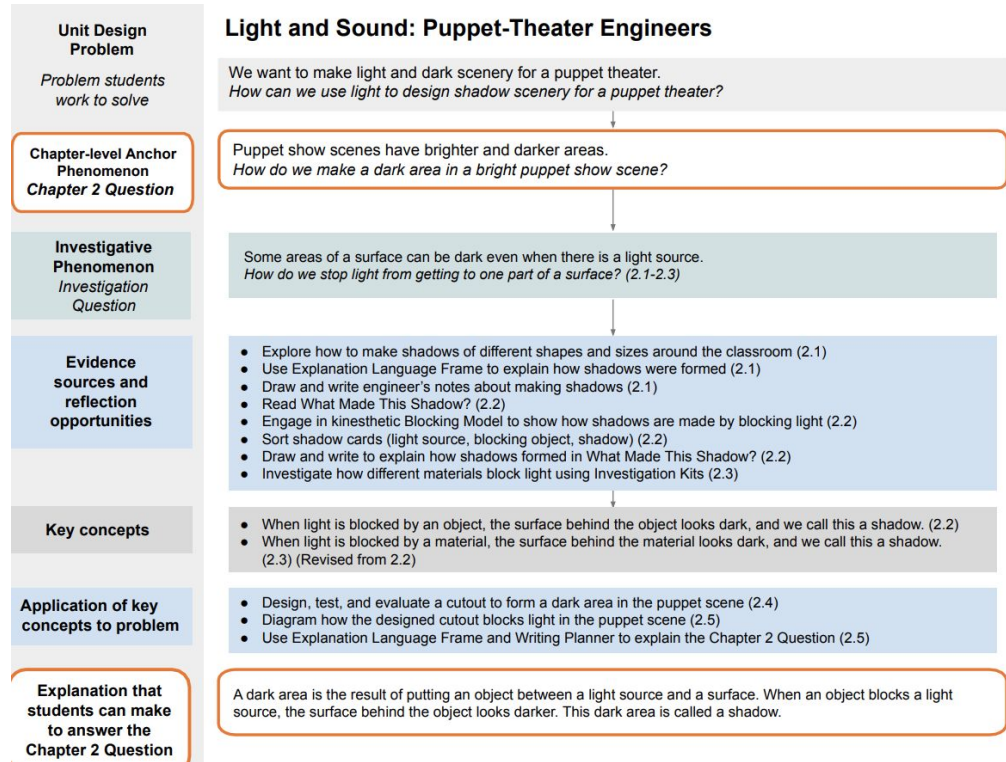 Light and Sound: Puppet-Theater Engineers
Unit Design
Problem
Problem students
work to solve
We want to make light and dark scenery for a puppet theater.
How can we use light to design shadow scenery for a puppet theater?
Chapter-level Anchor
Phenomenon
Chapter 2 Question
Puppet show scenes have brighter and darker areas.
How do we make a dark area in a bright puppet show scene?
Investigative
Phenomenon
Investigation
Question
Some areas of a surface can be dark even when there is a light source.
How do we stop light from getting to one part of a surface? (2.1-2.3)
Evidence
sources and
reflection
opportunities
● Explore how to make shadows of different shapes and sizes around the classroom (2.1)
● Use Explanation Language Frame to explain how shadows were formed (2.1)
● Draw and write engineer's notes about making shadows (2.1)
● Read What Made This Shadow? (2.2)
● Engage in kinesthetic Blocking Model to show how shadows are made by blocking light (2.2)
● Sort shadow cards (light source, blocking object, shadow) (2.2)
● Draw and write to explain how shadows formed in What Made This Shadow? (2.2)
● Investigate how different materials block light using Investigation Kits (2.3)
Key concepts
● When light is blocked by an object, the surface behind the object looks dark, and we call this a shadow. (2.2)
● When light is blocked by a material, the surface behind the material looks dark, and we call this a shadow.
(2.3) (Revised from 2.2)
Application of key
concepts to problem
● Design, test, and evaluate a cutout to form a dark area in the puppet scene (2.4)
● Diagram how the designed cutout blocks light in the puppet scene (2.5)
● Use Explanation Language Frame and Writing Planner to explain the Chapter 2 Question (2.5)
Explanation that
students can make
to answer the
Chapter 2 Question
A dark area is the result of putting an object between a light source and a surface. When an object blocks a light
source, the surface behind the object looks darker. This dark area is called a shadow.